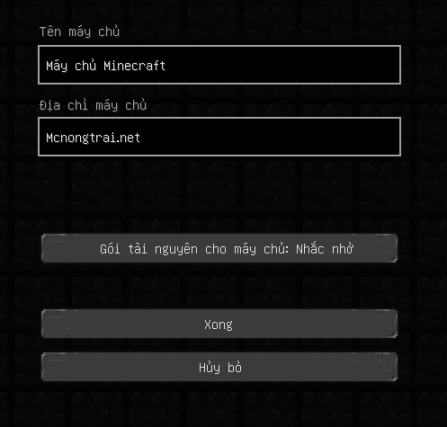 Tên máy chủ
Máy chủ Minecraft
Địa chỉ máy chủ
Mcnongtrai.net
Gói tài nguyên cho máy chủ: Nhắc nhở
Xong
Hủy bỏ